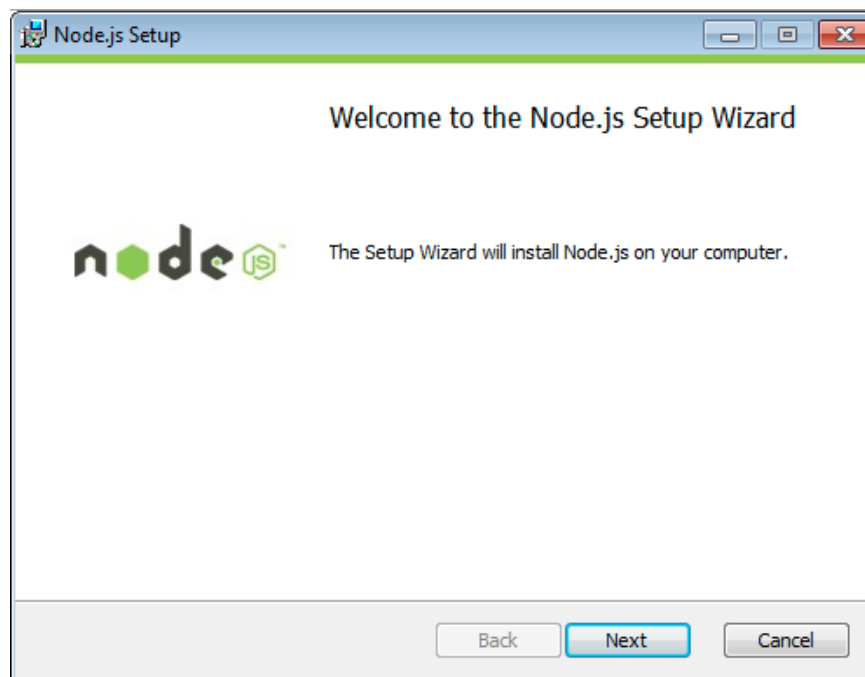 Node.js Setup
Welcome to the Node.js Setup Wizard
node JS™
The Setup Wizard will install Node.js on your computer.
Back Next Cancel